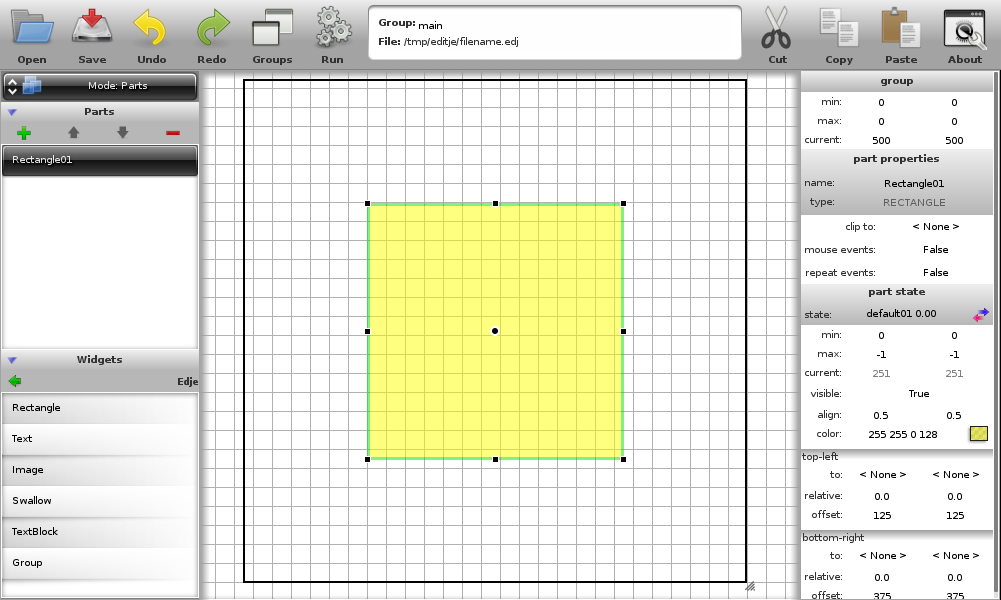 Open Save Undo Redo Groups Run
Group: main
File: /tmp/editje/filename.edj
Cut Copy Paste About
Mode: Parts
Parts
Rectangle01
Widgets
Edje
Rectangle
Text
Image
Swallow
TextBlock
Group
group
min: 0 0
max: 0 0
current: 500 500
part properties
name: Rectangle01
type: RECTANGLE
clip to: < None >
mouse events: False
repeat events: False
part state
state: default01 0.00
min: 0 0
max: -1 -1
current: 251 251
visible: True
align: 0.5 0.5
color: 255 255 0 128
top-left
to: < None > < None >
relative: 0.0 0.0
offset: 125 125
bottom-right
to: < None > < None >
relative: 0.0 0.0
offset: 375 375